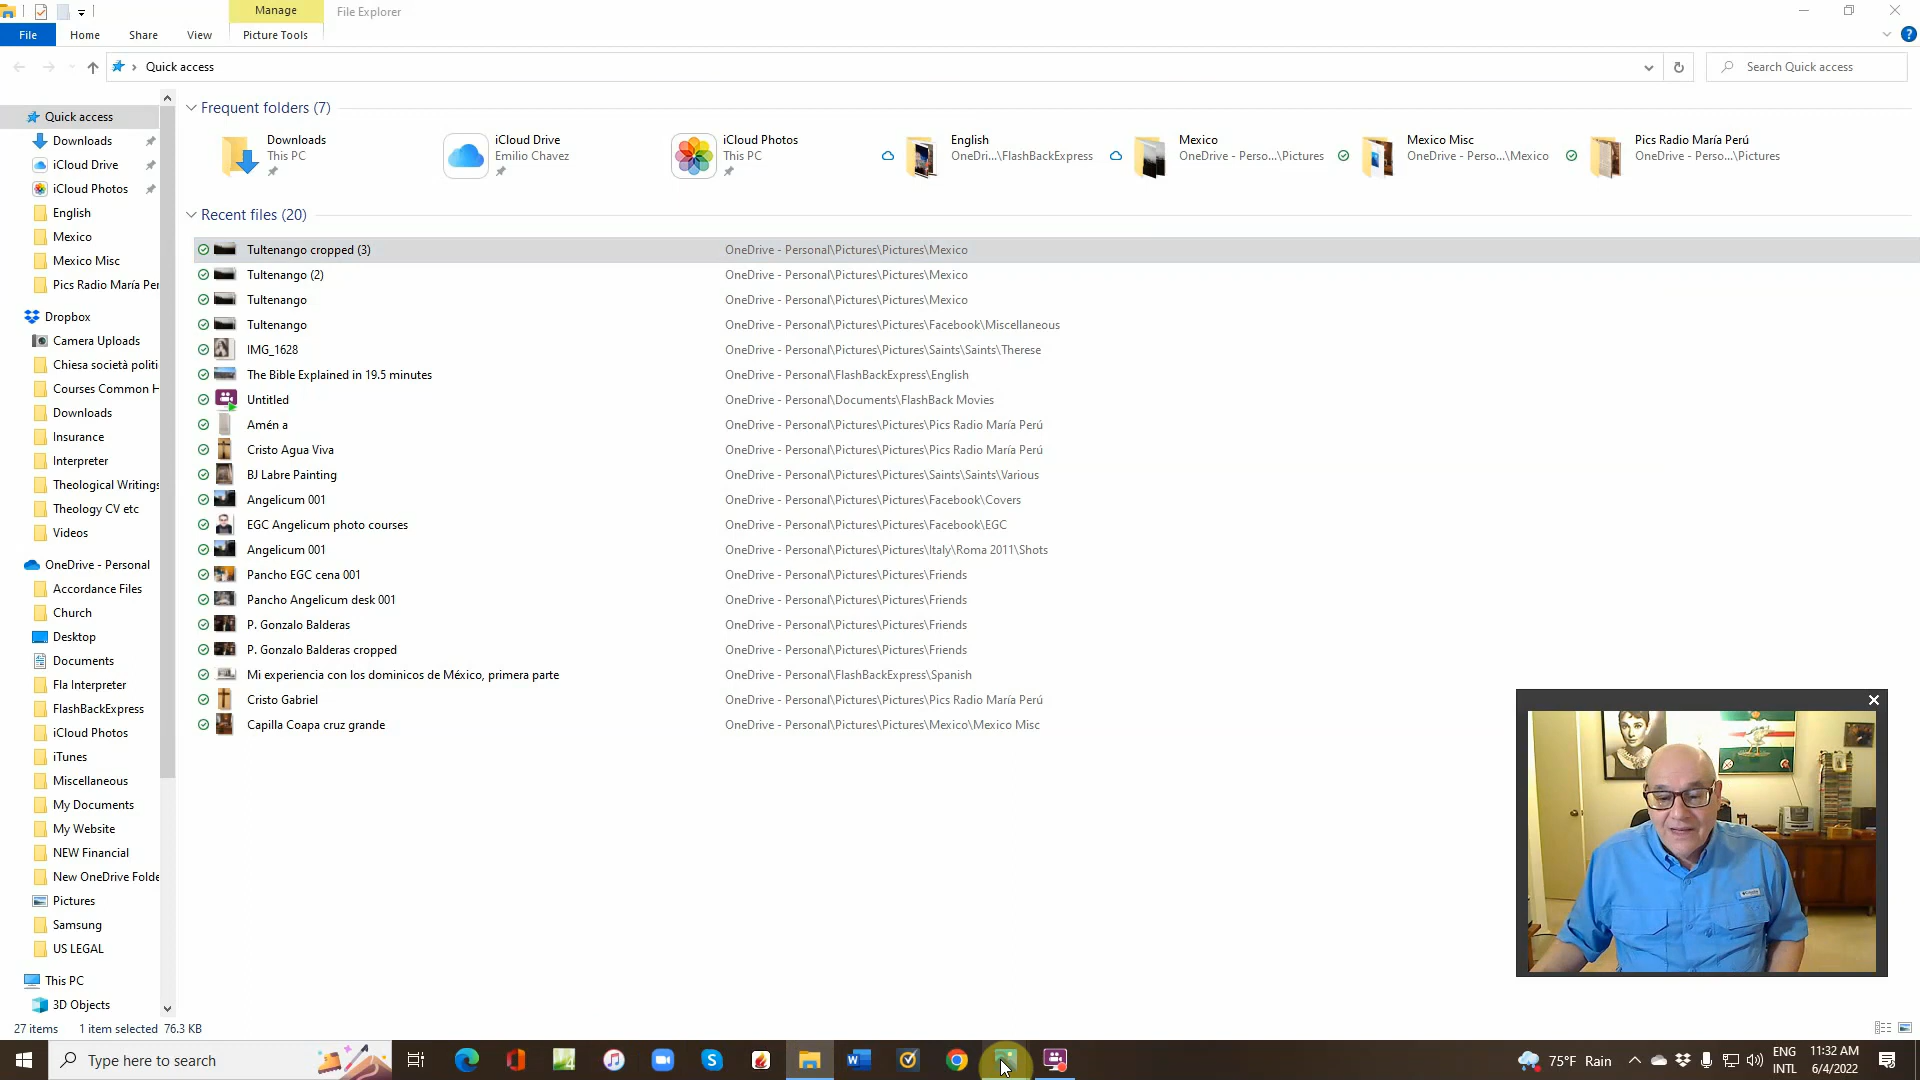 Manage
File Explorer
File
Home
Share
View
Picture Tools
Quick access
Search Quick access
Quick access
Downloads
iCloud Drive
iCloud Photos
English
Mexico
Mexico Misc
Pics Radio María Per
Dropbox
Camera Uploads
Chiesa società politi
Courses Common H
Downloads
Insurance
Interpreter
Theological Writings
Theology CV etc
Videos
OneDrive - Personal
Accordance Files
Church
Desktop
Documents
Fla Interpreter
FlashBackExpress
iCloud Photos
iTunes
Miscellaneous
My Documents
My Website
NEW Financial
New OneDrive Folde
Pictures
Samsung
US LEGAL
This PC
3D Objects
Frequent folders (7)
Downloads
This PC
iCloud Drive
Emilio Chavez
iCloud Photos
This PC
English
OneDri...\FlashBackExpress
Mexico
OneDrive - Perso...\Pictures
Mexico Misc
OneDrive - Perso...\Mexico
Pics Radio María Perú
OneDrive - Perso...\Pictures
Recent files (20)
Tultenango cropped (3) OneDrive - Personal\Pictures\Pictures\Mexico
Tultenango (2) OneDrive - Personal\Pictures\Pictures\Mexico
Tultenango OneDrive - Personal\Pictures\Pictures\Mexico
Tultenango OneDrive - Personal\Pictures\Pictures\Facebook\Miscellaneous
IMG_1628 OneDrive - Personal\Pictures\Pictures\Saints\Saints\Therese
The Bible Explained in 19.5 minutes OneDrive - Personal\FlashBackExpress\English
Untitled OneDrive - Personal\Documents\FlashBack Movies
Amén a OneDrive - Personal\Pictures\Pictures\Pics Radio María Perú
Cristo Agua Viva OneDrive - Personal\Pictures\Pictures\Pics Radio María Perú
BJ Labre Painting OneDrive - Personal\Pictures\Pictures\Saints\Saints\Various
Angelicum 001 OneDrive - Personal\Pictures\Pictures\Facebook\Covers
EGC Angelicum photo courses OneDrive - Personal\Pictures\Pictures\Facebook\EGC
Angelicum 001 OneDrive - Personal\Pictures\Pictures\Italy\Roma 2011\Shots
Pancho EGC cena 001 OneDrive - Personal\Pictures\Pictures\Friends
Pancho Angelicum desk 001 OneDrive - Personal\Pictures\Pictures\Friends
P. Gonzalo Balderas OneDrive - Personal\Pictures\Pictures\Friends
P. Gonzalo Balderas cropped OneDrive - Personal\Pictures\Pictures\Friends
Mi experiencia con los dominicos de México, primera parte OneDrive - Personal\FlashBackExpress\Spanish
Cristo Gabriel OneDrive - Personal\Pictures\Pictures\Pics Radio María Perú
Capilla Coapa cruz grande OneDrive - Personal\Pictures\Pictures\Mexico\Mexico Misc
27 items 1 item selected 76.3 KB
Type here to search
75°F Rain
ENG
INTL
11:32 AM
6/4/2022